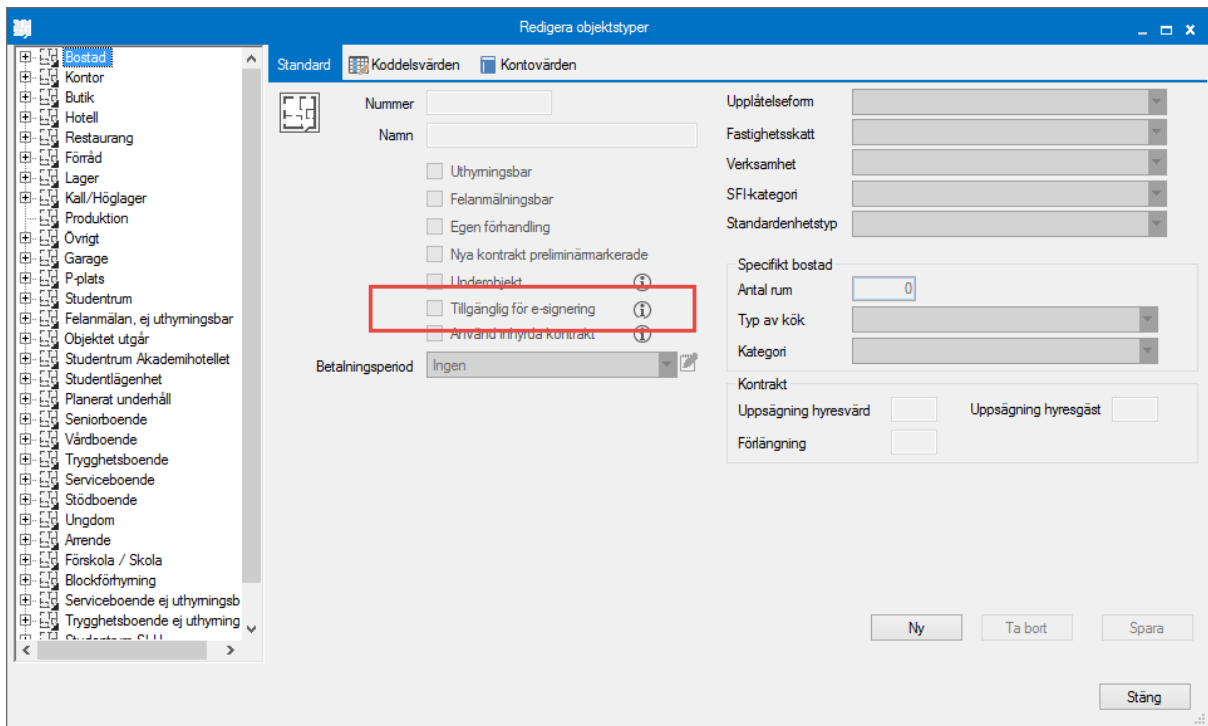 Redigera objektstyper
Bostad
Kontor
Butik
Hotell
Restaurang
Förråd
Lager
Kall/Höglager
Produktion
Övrigt
Garage
P-plats
Studentrum
Felanmälan, ej uthyrningsbar
Objektet utgår
Studentrum Akademihotellet
Studentlägenhet
Planerat underhåll
Seniorboende
Vårdboende
Trygghetsboende
Serviceboende
Stödboende
Ungdom
Arrende
Förskola / Skola
Blockförhyrning
Serviceboende ej uthyrningsb
Trygghetsboende ej uthyrning
Studentrum SLU
Standard
Koddelsvärden
Kontovärden
Nummer
Namn
Uthyrningsbar
Felanmälningsbar
Egen förhandling
Nya kontrakt preliminärmarkerade
Underobjekt
Tillgänglig för e-signering
Använd inhyrda kontrakt
Betalningsperiod Ingen
Upplåtelseform
Fastighetsskatt
Verksamhet
SFI-kategori
Standardenhetstyp
Specifikt bostad
Antal rum 0
Typ av kök
Kategori
Kontrakt
Uppsägning hyresvärd Uppsägning hyresgäst
Förlängning
Ny Ta bort Spara
Stäng